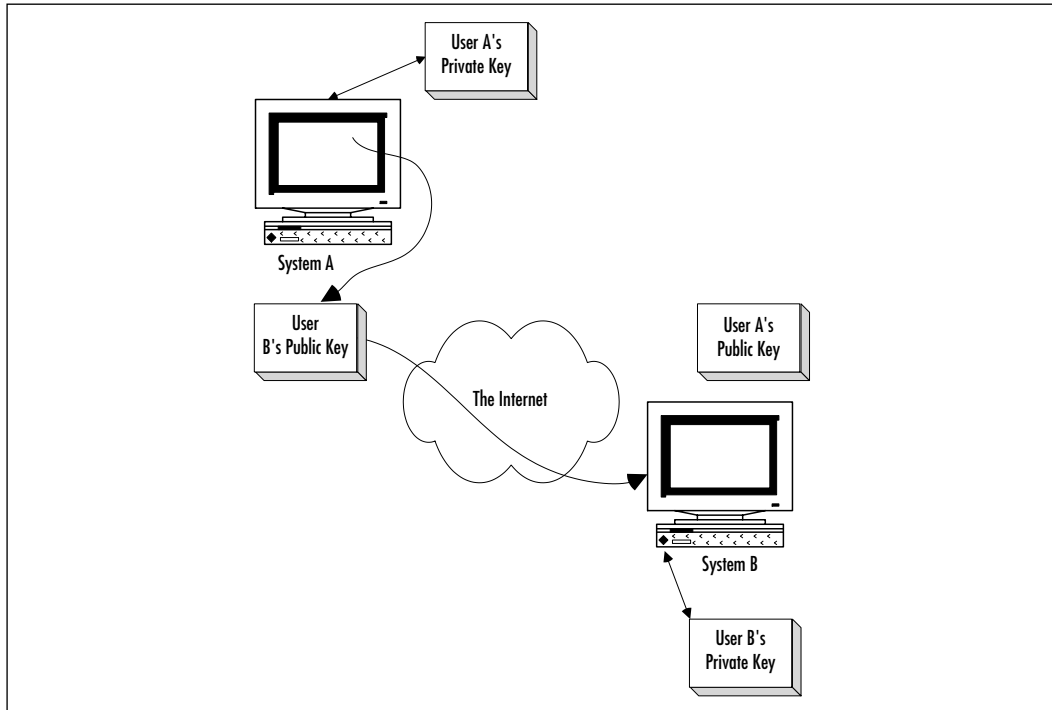 User A's
Private Key
System A
User
B's Public Key
The Internet
User A's
Public Key
System B
User B's
Private Key